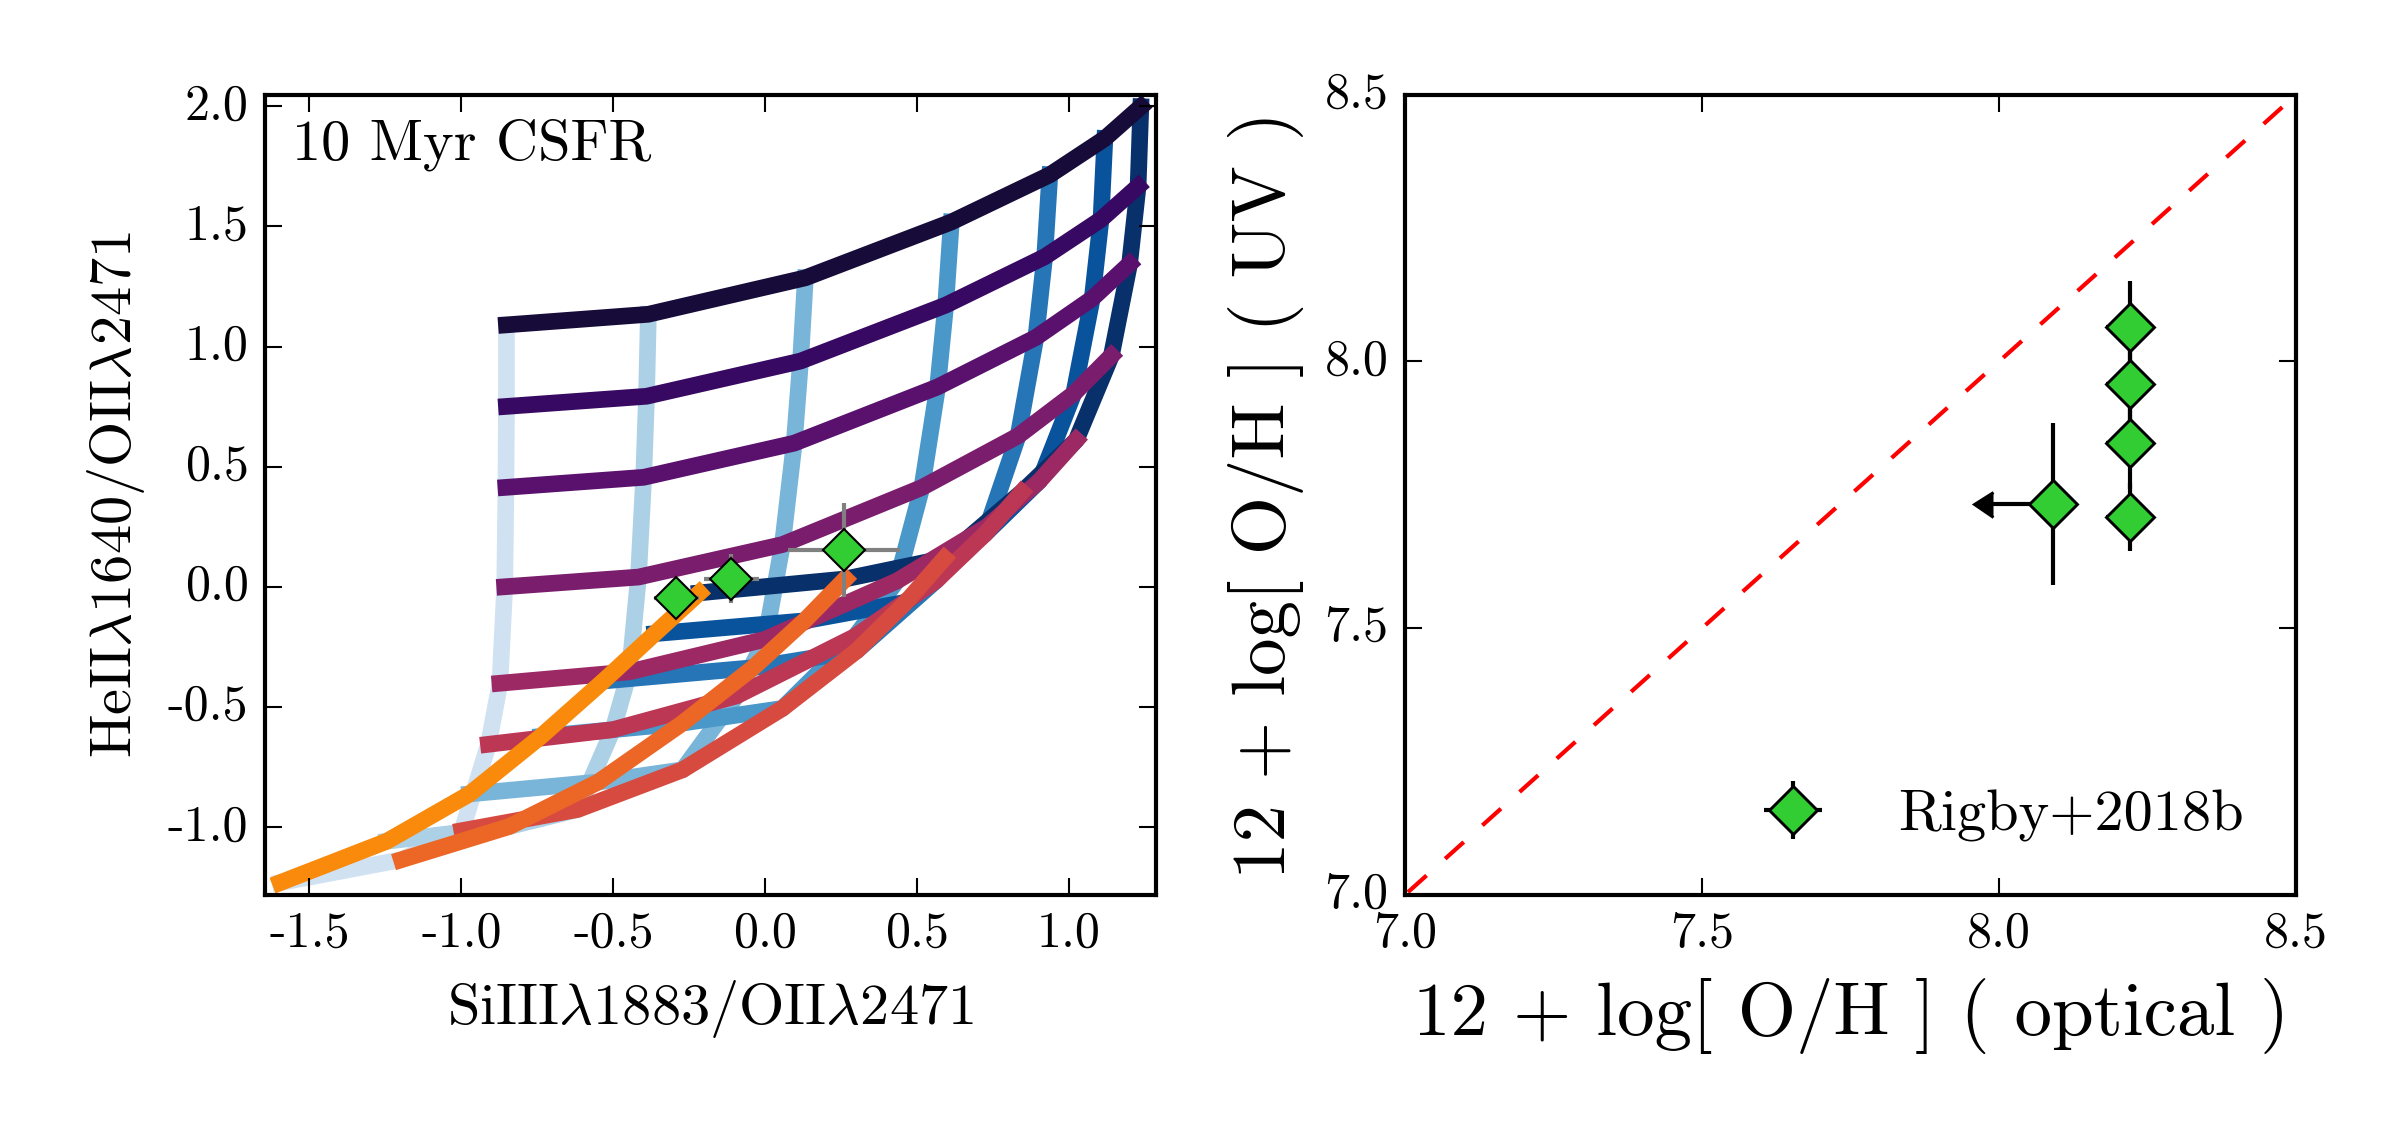 10 Myr CSFR
2.0
1.5
1.0
0.5
0.0
-0.5
-1.0
HeIIλ1640/OIIλ2471
-1.5 -1.0 -0.5 0.0 0.5 1.0
SiIIIλ1883/OIIλ2471
8.5
8.0
7.5
7.0
12 + log[ O/H ] ( UV )
Rigby+2018b
7.0 7.5 8.0 8.5
12 + log[ O/H ] ( optical )